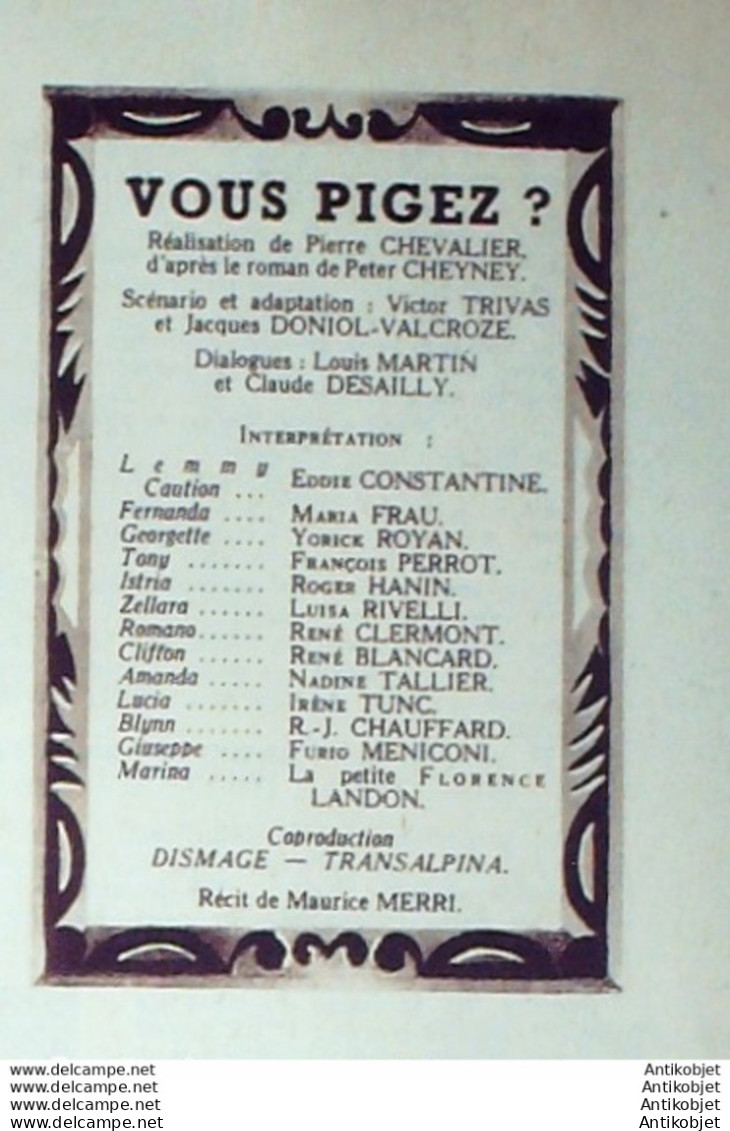 VOUS PIGEZ ?
Réalisation de Pierre CHEVALIER,
d'après le roman de Peter CHEYNEY.
Scénario et adaptation : Victor TRIVAS
et Jacques DONIOL-VALCROZE.
Dialogues : Louis MARTIN
et Claude DESAILLY.
INTERPRÉTATION :
Lemmy
Caution ... EDDIE CONSTANTINE.
Fernanda .... MARIA FRAU.
Georgette .... YORICK ROYAN.
Tony ....... FRANÇOIS PERROT.
Istria ....... ROGER HANIN.
Zellara ...... LUISA RIVELLI.
Romano...... RENÉ CLERMONT.
Clifton ...... RENÉ BLANCARD.
Amanda ..... NADINE TALLIER.
Lucia ....... IRÈNE TUNC.
Blynn ....... R.-J. CHAUFFARD.
Giuseppe .... FURIO MENICONI.
Marina ..... La petite FLORENCE
LANDON.
Coproduction
DISMAGE — TRANSALPINA.
Récit de Maurice MERRI.
www.delcampe.net Antikobjet
www.delcampe.net Antikobjet
www.delcampe.net Antikobjet
www.delcampe.net Antikobjet